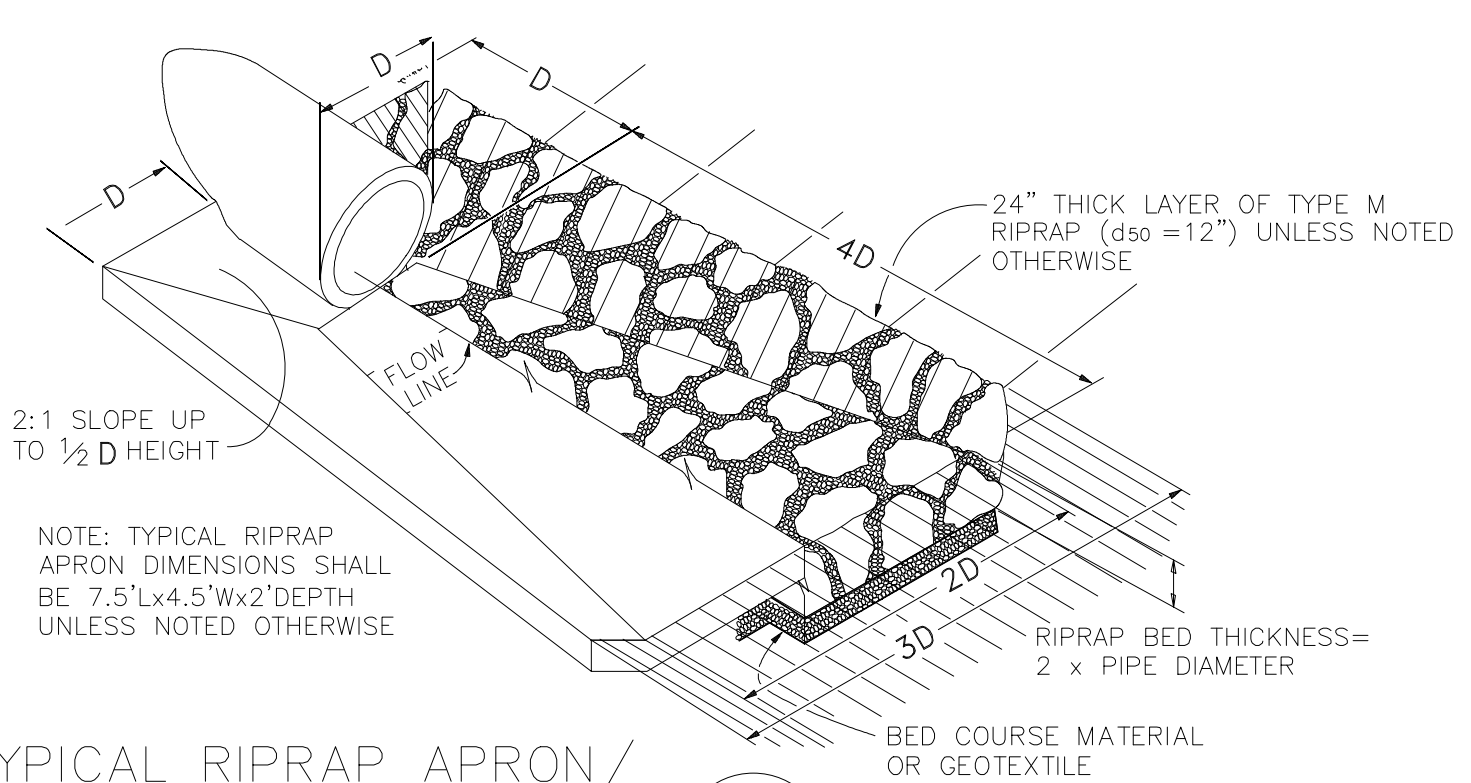 D
D
D
4D
24" THICK LAYER OF TYPE M
RIPRAP (d50 =12") UNLESS NOTED
OTHERWISE
FLOW
LINE
2:1 SLOPE UP
TO ½ D HEIGHT
NOTE: TYPICAL RIPRAP
APRON DIMENSIONS SHALL
BE 7.5'Lx4.5'Wx2'DEPTH
UNLESS NOTED OTHERWISE
2D
3D
RIPRAP BED THICKNESS=
2 x PIPE DIAMETER
BED COURSE MATERIAL
OR GEOTEXTILE
YPICAL RIPRAP APRON/